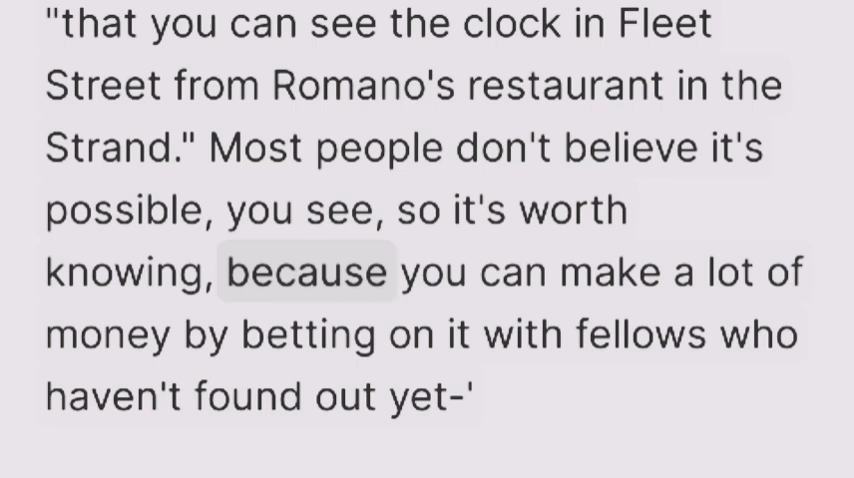 "that you can see the clock in Fleet
Street from Romano's restaurant in the
Strand." Most people don't believe it's
possible, you see, so it's worth
knowing, because you can make a lot of
money by betting on it with fellows who
haven't found out yet-'